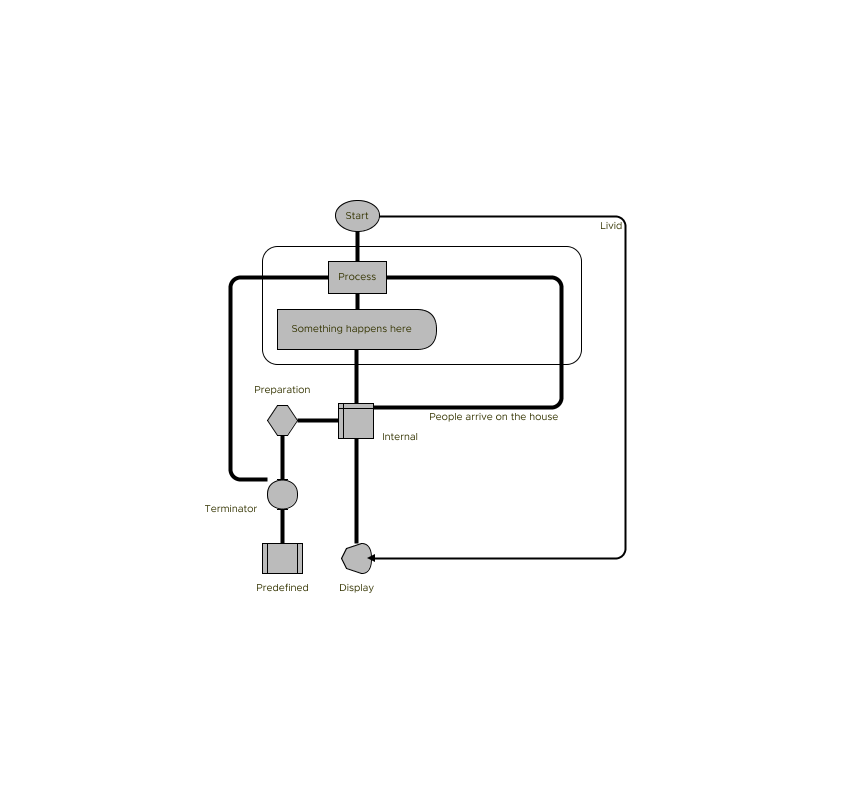 Start
Livid
Process
Something happens here
Preparation
People arrive on the house
Internal
Terminator
Predefined
Display